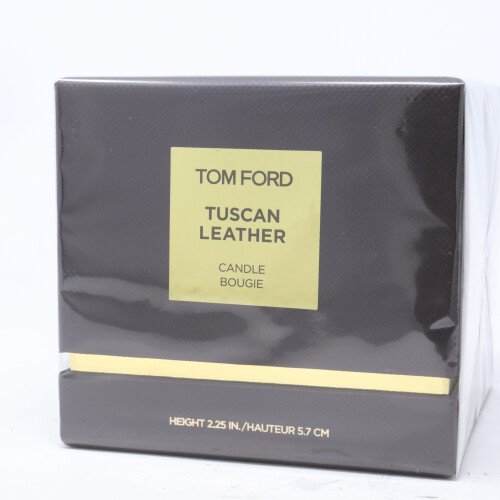 TOM FORD
TUSCAN
LEATHER
CANDLE
BOUGIE
HEIGHT 2.25 IN./HAUTEUR 5.7 CM